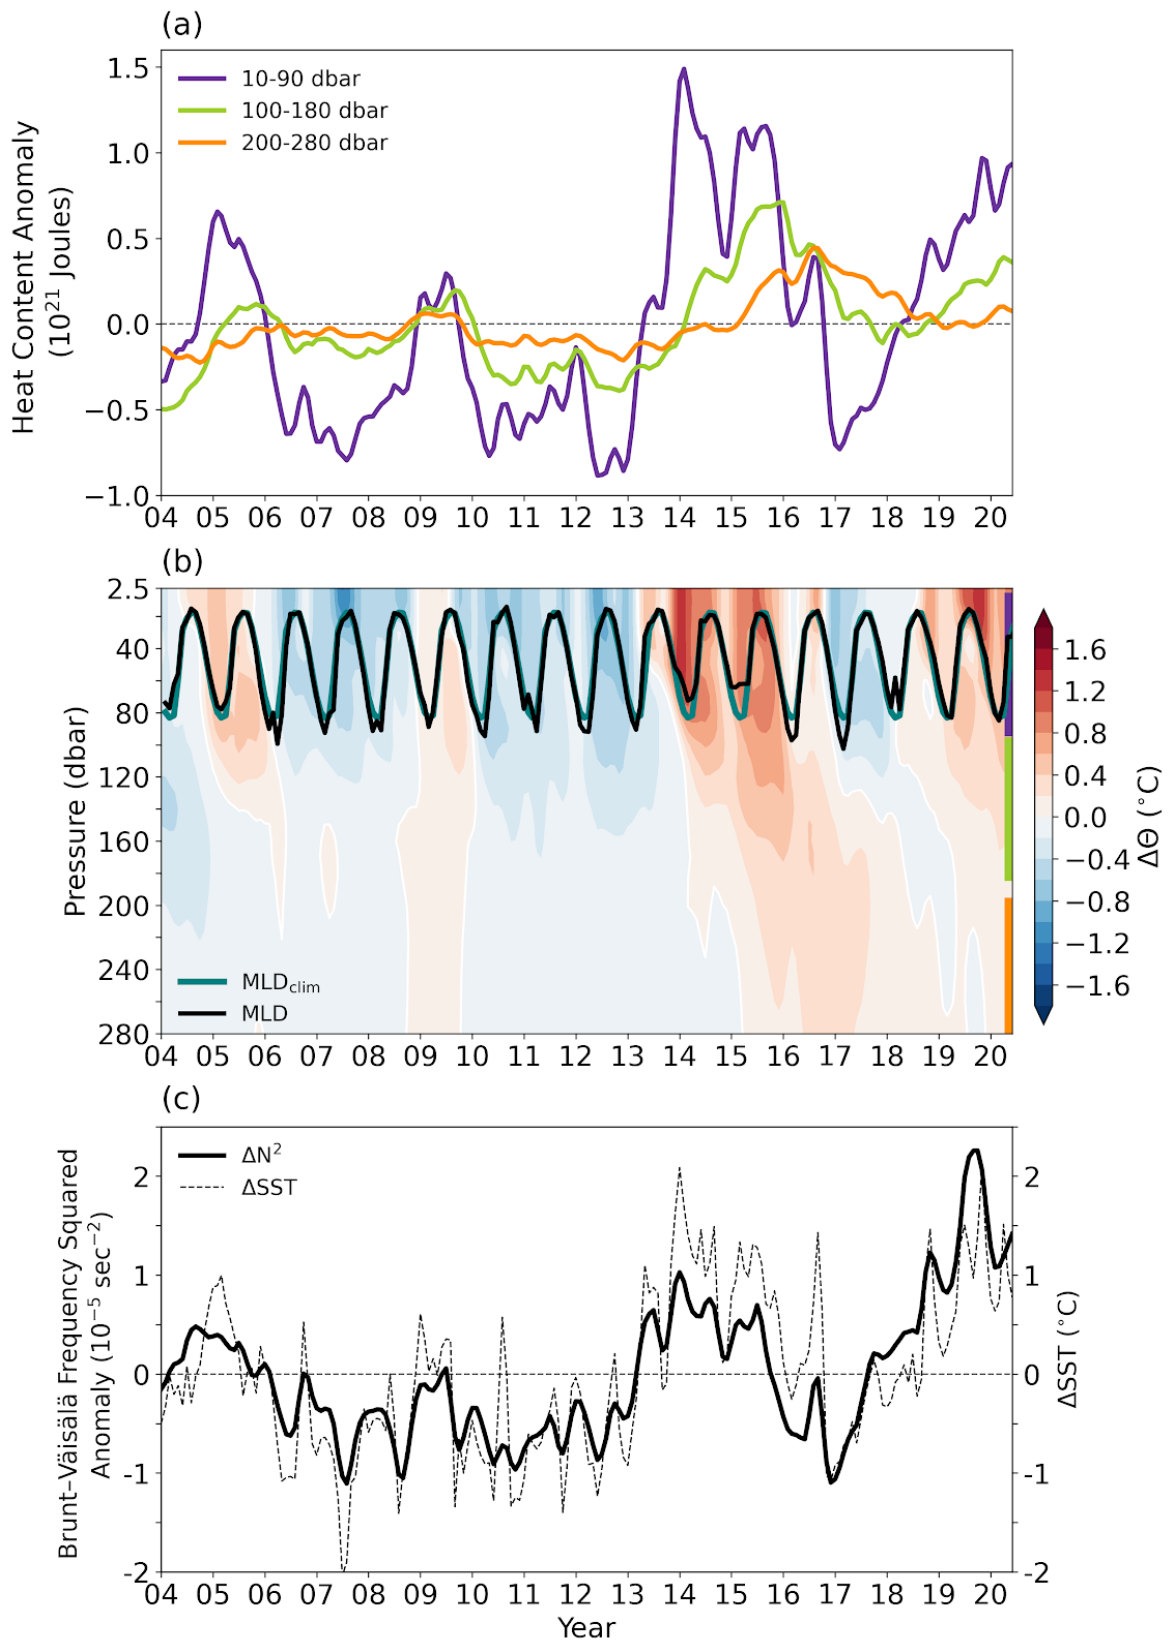 (a)
Heat Content Anomaly
(10²¹ Joules)
1.5
1.0
0.5
0.0
−0.5
−1.0
10-90 dbar
100-180 dbar
200-280 dbar
04 05 06 07 08 09 10 11 12 13 14 15 16 17 18 19 20
(b)
Pressure (dbar)
2.5
40
80
120
160
200
240
280
MLD_clim
MLD
04 05 06 07 08 09 10 11 12 13 14 15 16 17 18 19 20
1.6
1.2
0.8
0.4
0.0
−0.4
−0.8
−1.2
−1.6
ΔΘ (°C)
(c)
Brunt–Väisälä Frequency Squared
Anomaly (10⁻⁵ sec⁻²)
2
1
0
-1
-2
ΔN²
ΔSST
2
1
0
-1
-2
ΔSST (°C)
04 05 06 07 08 09 10 11 12 13 14 15 16 17 18 19 20
Year